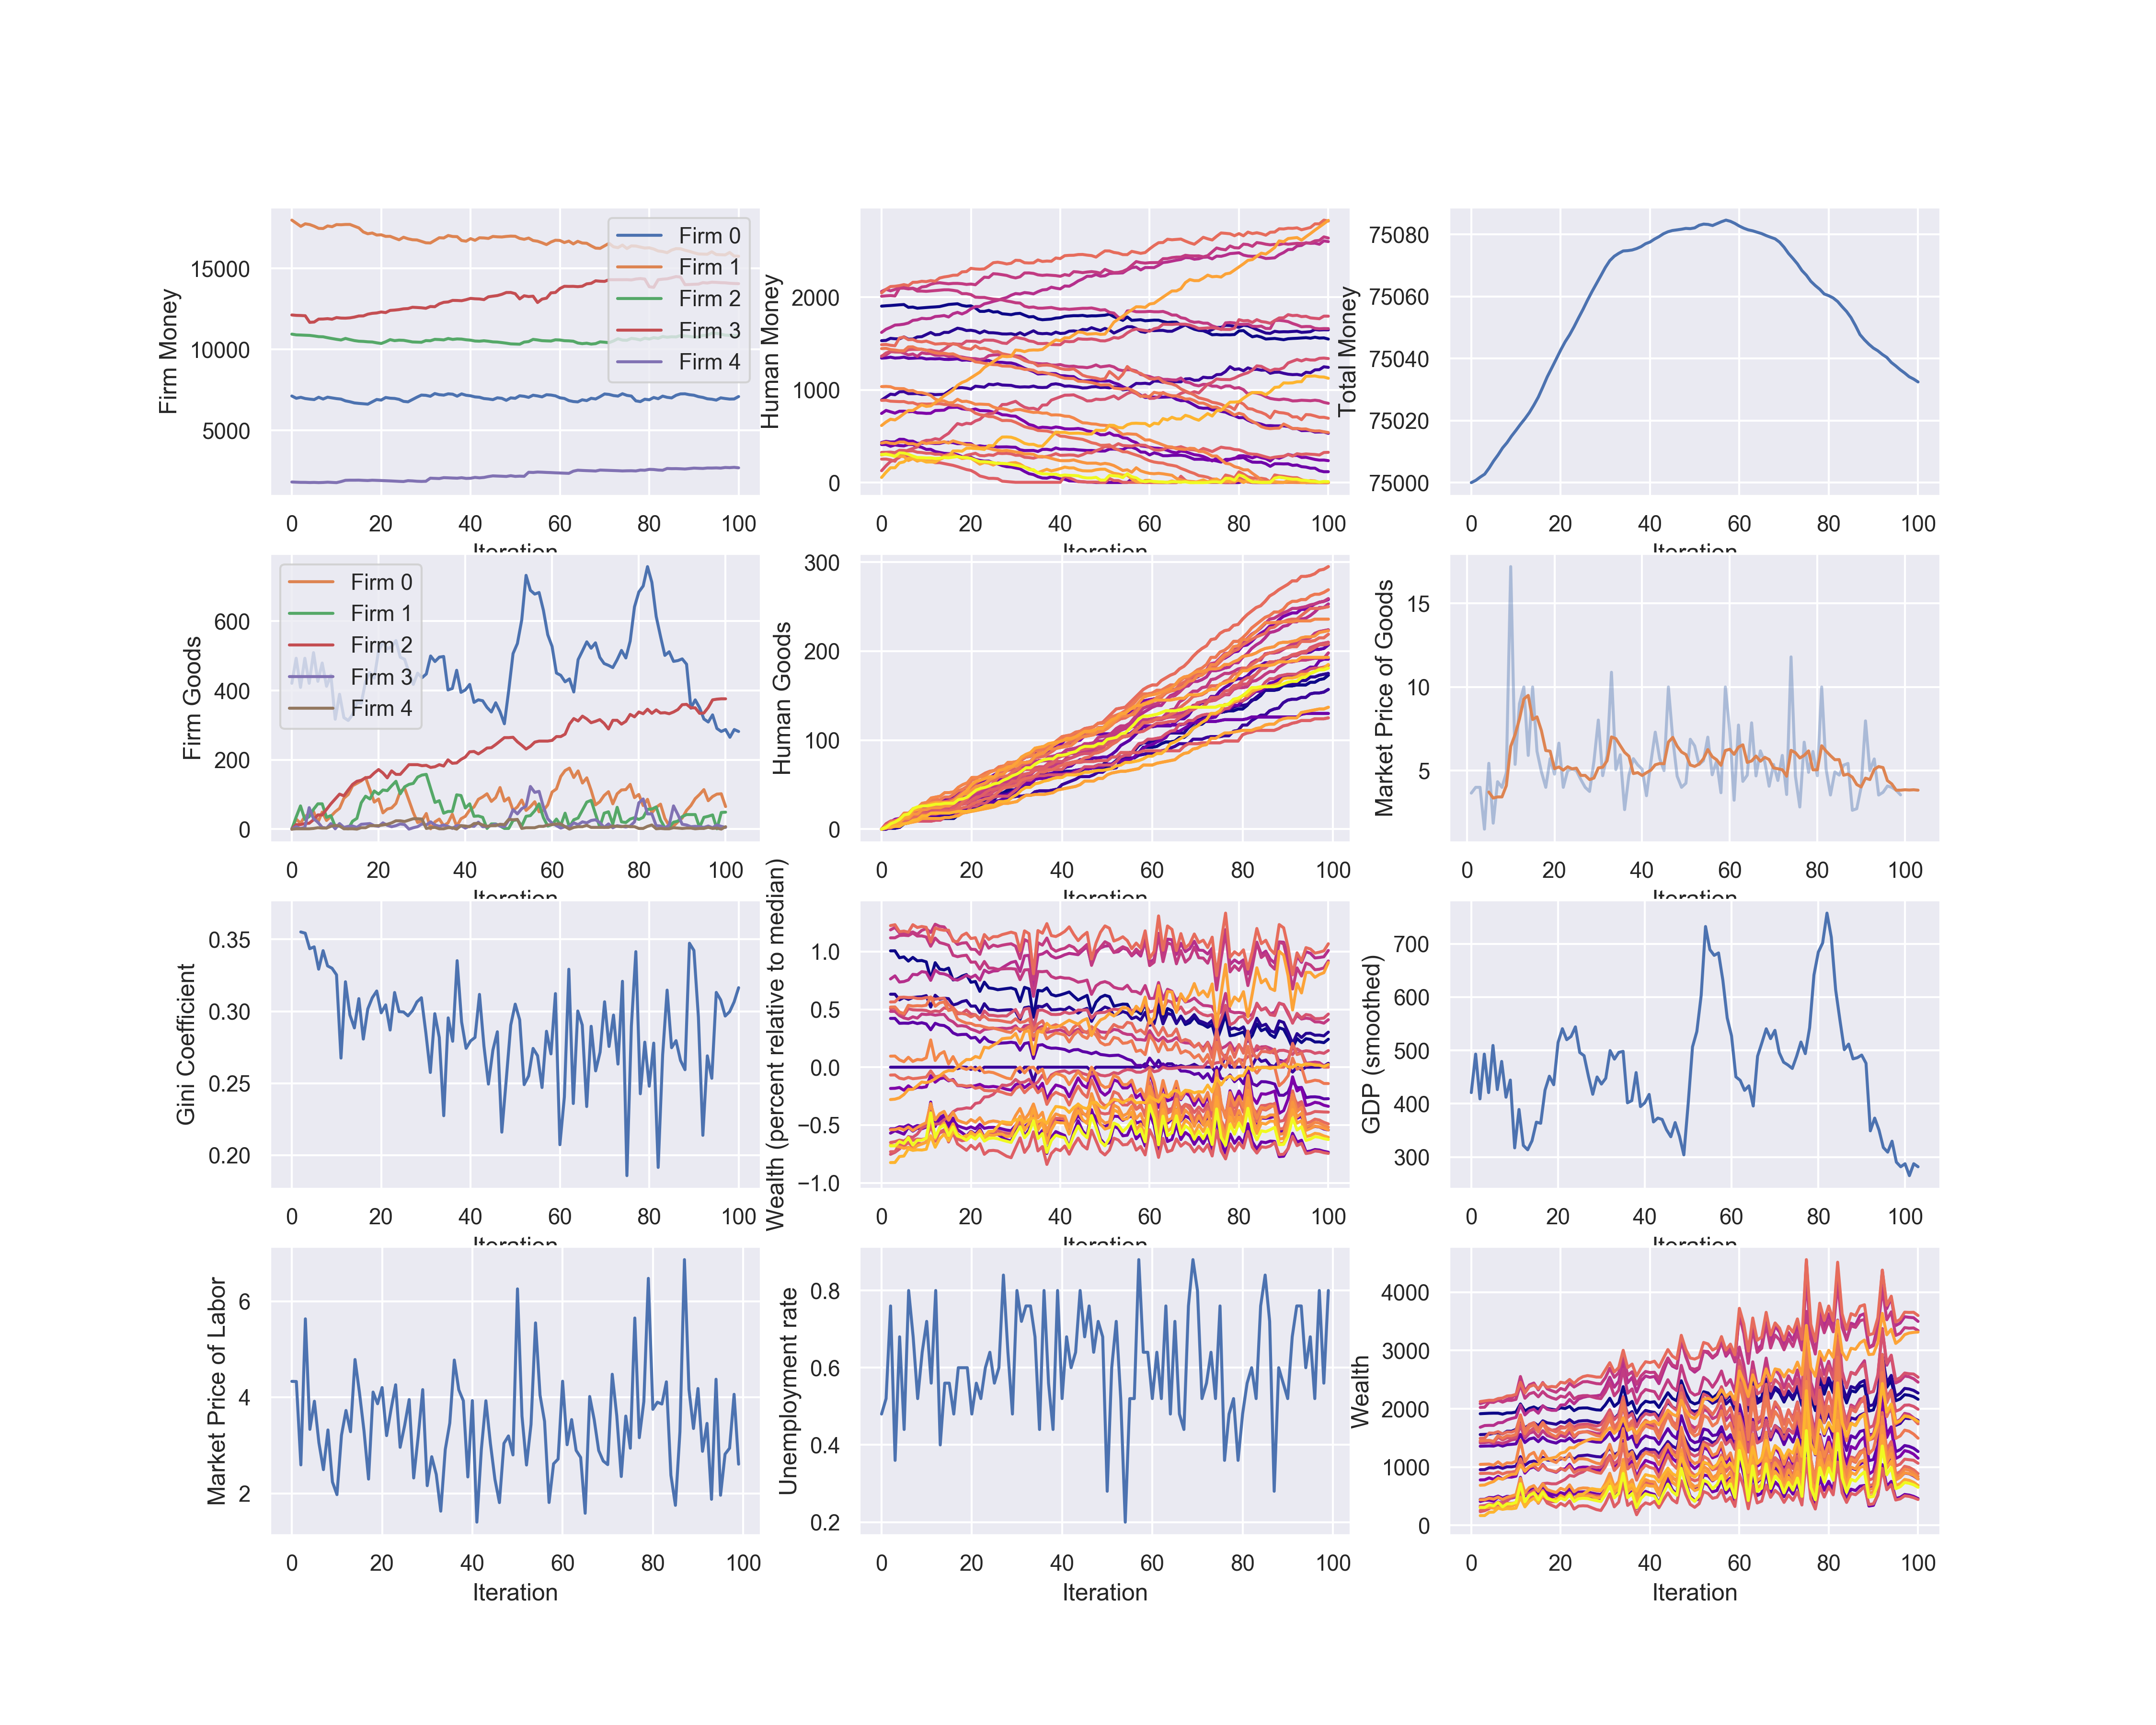 Firm Money
15000
10000
5000
Firm 0
Firm 1
Firm 2
Firm 3
Firm 4
0 20 40 60 80 100
Iteration
Human Money
2000
1000
0
0 20 40 60 80 100
Iteration
Total Money
75080
75060
75040
75020
75000
0 20 40 60 80 100
Iteration
Firm Goods
600
400
200
0
Firm 0
Firm 1
Firm 2
Firm 3
Firm 4
0 20 40 60 80 100
Iteration
Human Goods
300
200
100
0
0 20 40 60 80 100
Iteration
Market Price of Goods
15
10
5
0 20 40 60 80 100
Iteration
Gini Coefficient
0.35
0.30
0.25
0.20
0 20 40 60 80 100
Iteration
Wealth (percent relative to median)
1.0
0.5
0.0
−0.5
−1.0
0 20 40 60 80 100
Iteration
GDP (smoothed)
700
600
500
400
300
0 20 40 60 80 100
Iteration
Market Price of Labor
6
4
2
0 20 40 60 80 100
Iteration
Unemployment rate
0.8
0.6
0.4
0.2
0 20 40 60 80 100
Iteration
Wealth
4000
3000
2000
1000
0
0 20 40 60 80 100
Iteration